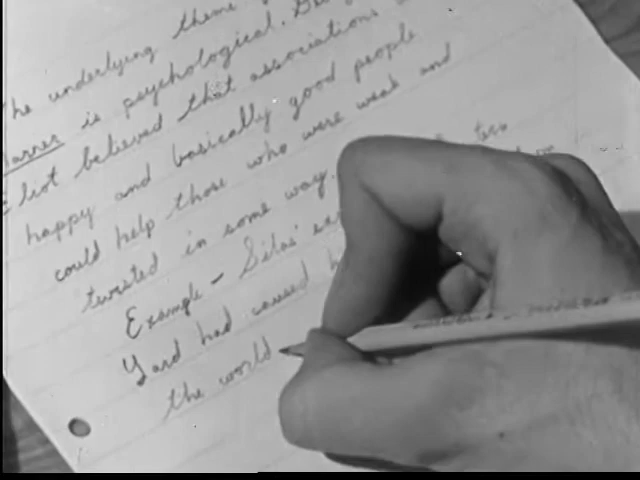 The underlying theme
Marner is psychological.
Eliot believed that associations
happy and basically good people
could help those who were weak and
twisted in some way.
Example - Silas'
Yard had caused
the world